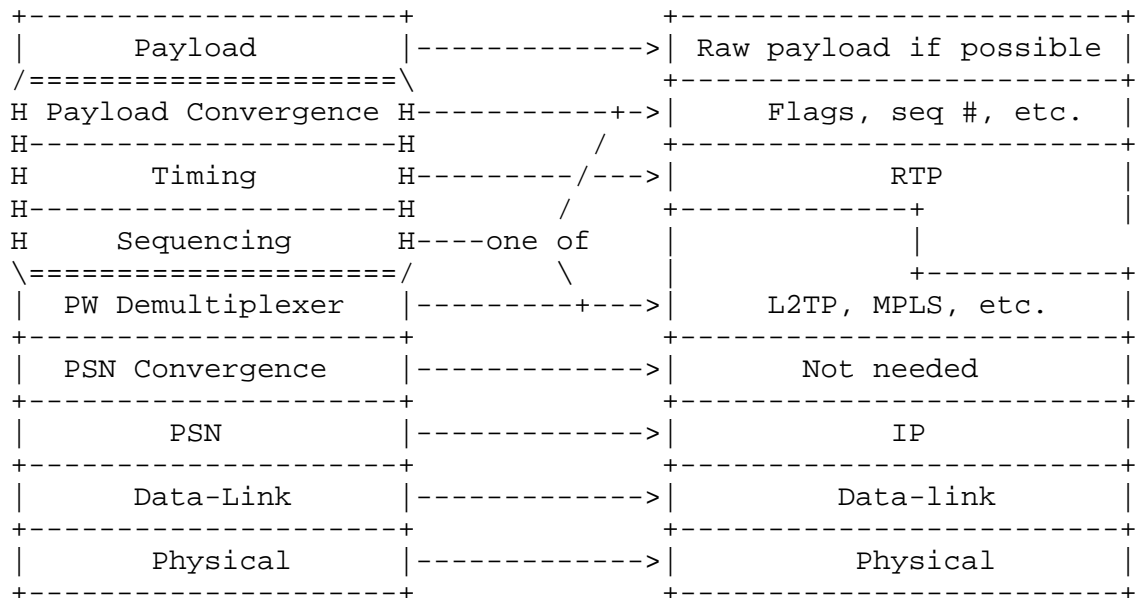 +---------------------+                +-------------------------+
|       Payload        |------------->| Raw payload if possible |
/=====================\                +-------------------------+
H Payload Convergence H-----------+->|     Flags, seq #, etc.  |
H---------------------H          /     +-------------------------+
H       Timing        H---------/--->|            RTP          |
H---------------------H        /       +-------------+           |
H     Sequencing      H----one of    |             |
\=====================/        \       |             +-----------+
|  PW Demultiplexer   |---------+--->|     L2TP, MPLS, etc.    |
+---------------------+                +-------------------------+
|  PSN Convergence    |------------->|       Not needed        |
+---------------------+                +-------------------------+
|        PSN          |------------->|            IP           |
+---------------------+                +-------------------------+
|      Data-Link      |------------->|         Data-link       |
+---------------------+                +-------------------------+
|       Physical      |------------->|          Physical       |
+---------------------+                +-------------------------+